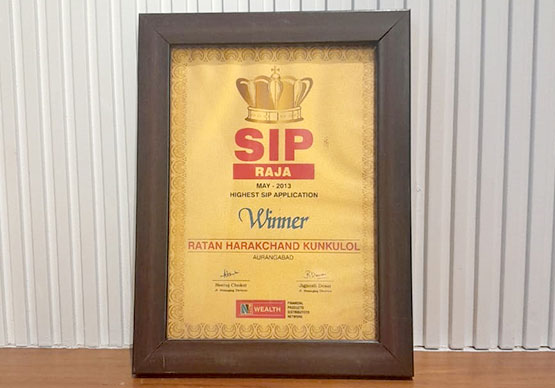 SIP
RAJA
MAY - 2013
HIGHEST SIP APPLICATION
Winner
RATAN HARAKCHAND KUNKULOL
AURANGABAD
WEALTH
FINANCIAL
PRODUCTS
DISTRIBUTION
NETWORK